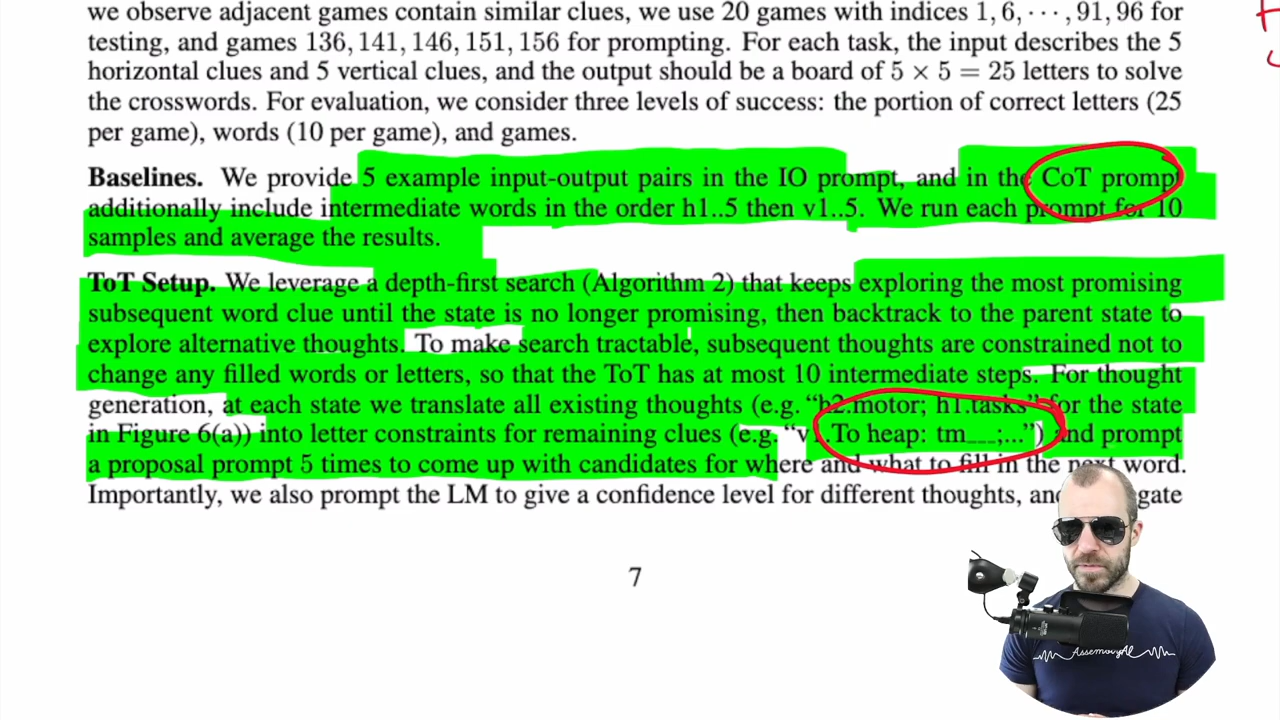 we observe adjacent games contain similar clues, we use 20 games with indices 1, 6, ··· , 91, 96 for
testing, and games 136, 141, 146, 151, 156 for prompting. For each task, the input describes the 5
horizontal clues and 5 vertical clues, and the output should be a board of 5 × 5 = 25 letters to solve
the crosswords. For evaluation, we consider three levels of success: the portion of correct letters (25
per game), words (10 per game), and games.
Baselines. We provide 5 example input-output pairs in the IO prompt, and in the CoT prompt
additionally include intermediate words in the order h1..5 then v1..5. We run each prompt for 10
samples and average the results.
ToT Setup. We leverage a depth-first search (Algorithm 2) that keeps exploring the most promising
subsequent word clue until the state is no longer promising, then backtrack to the parent state to
explore alternative thoughts. To make search tractable, subsequent thoughts are constrained not to
change any filled words or letters, so that the ToT has at most 10 intermediate steps. For thought
generation, at each state we translate all existing thoughts (e.g. “h2.motor; h1.tasks” for the state
in Figure 6(a)) into letter constraints for remaining clues (e.g. “v1.To heap: tm___;...”) and prompt
a proposal prompt 5 times to come up with candidates for where and what to fill in the next word.
Importantly, we also prompt the LM to give a confidence level for different thoughts, and gate
7
AssemblyAI